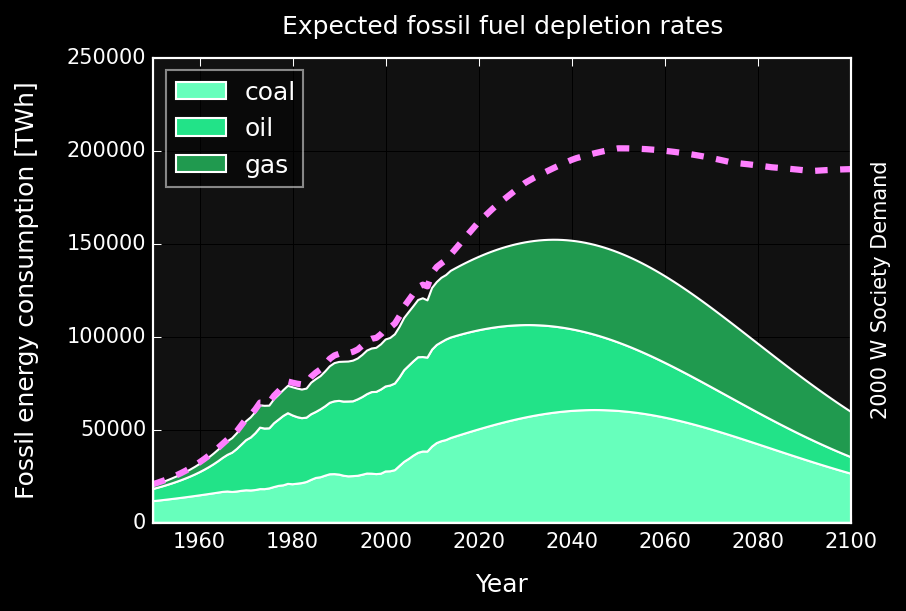 Expected fossil fuel depletion rates
250000
200000
150000
100000
50000
0
coal
oil
gas
Fossil energy consumption [TWh]
2000 W Society Demand
1960 1980 2000 2020 2040 2060 2080 2100
Year